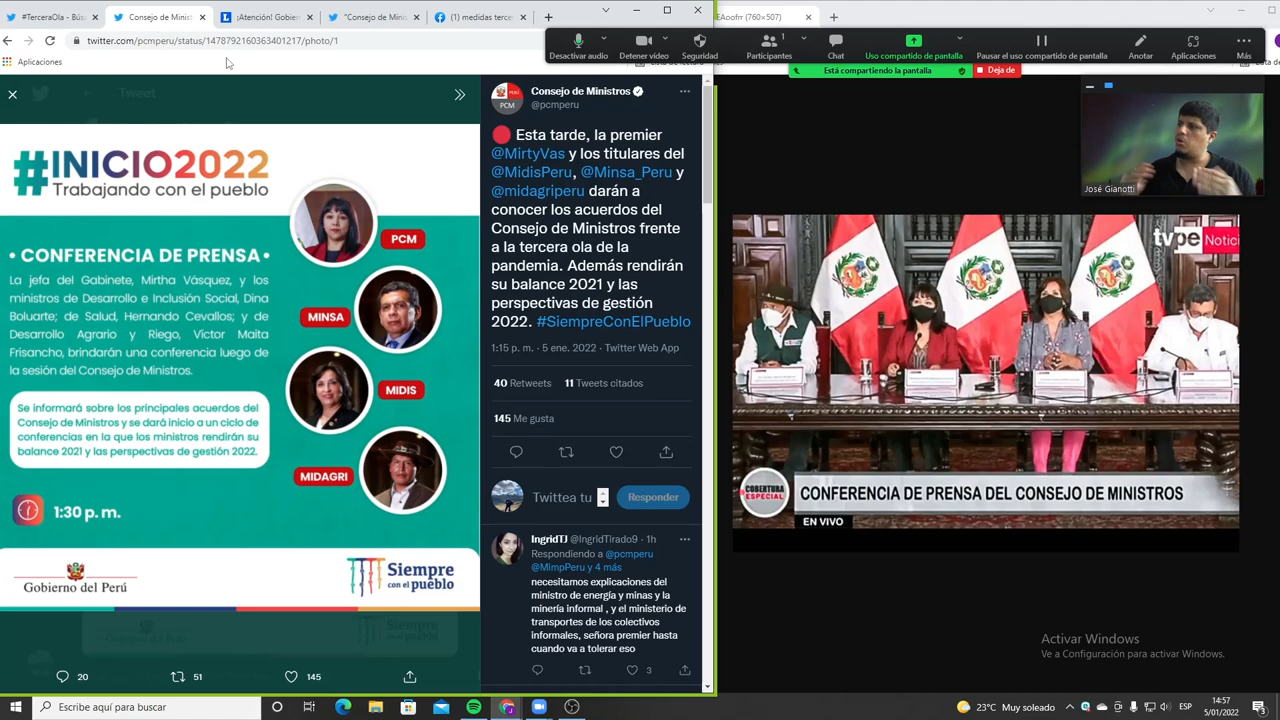 #TerceraOla - Bús
Consejo de Minist
¡Atención! Gobier
"Consejo de Minis
(1) medidas terce
EAoofrr (760×507)
twitter.com/pcmperu/status/1478792160363401217/photo/1
Aplicaciones
Desactivar audio
Detener video
Seguridad
Participantes
1
Chat
Uso compartido de pantalla
Pausar el uso compartido de pantalla
Anotar
Aplicaciones
Más
Está compartiendo la pantalla
Deja de
Tweet
#INICIO2022
Trabajando con el pueblo
• CONFERENCIA DE PRENSA •
La jefa del Gabinete, Mirtha Vásquez, y los
ministros de Desarrollo e Inclusión Social, Dina
Boluarte; de Salud, Hernando Cevallos; y de
Desarrollo Agrario y Riego, Víctor Maita
Frisancho, brindarán una conferencia luego de
la sesión del Consejo de Ministros.
Se informará sobre los principales acuerdos del
Consejo de Ministros y se dará inicio a un ciclo de
conferencias en la que los ministros rendirán su
balance 2021 y las perspectivas de gestión 2022.
1:30 p. m.
PCM
MINSA
MIDIS
MIDAGRI
Gobierno del Perú
Siempre
con el pueblo
20
51
145
PERÚ
PCM
Consejo de Ministros
@pcmperu
Esta tarde, la premier
@MirtyVas y los titulares del
@MidisPeru, @Minsa_Peru y
@midagriperu darán a
conocer los acuerdos del
Consejo de Ministros frente
a la tercera ola de la
pandemia. Además rendirán
su balance 2021 y las
perspectivas de gestión
2022. #SiempreConElPueblo
1:15 p. m. · 5 ene. 2022 · Twitter Web App
40 Retweets 11 Tweets citados
145 Me gusta
Twittea tu
Responder
IngridTJ @IngridTirado9 · 1h
Respondiendo a @pcmperu
@MimpPeru y 4 más
necesitamos explicaciones del
ministro de energía y minas y la
minería informal , y el ministerio de
transportes de los colectivos
informales, señora premier hasta
cuando va a tolerar eso
3
José Gianotti
tvpe Notici
COBERTURA
ESPECIAL
CONFERENCIA DE PRENSA DEL CONSEJO DE MINISTROS
EN VIVO
Activar Windows
Ve a Configuración para activar Windows.
Escribe aquí para buscar
23°C Muy soleado
ESP
14:57
5/01/2022
3